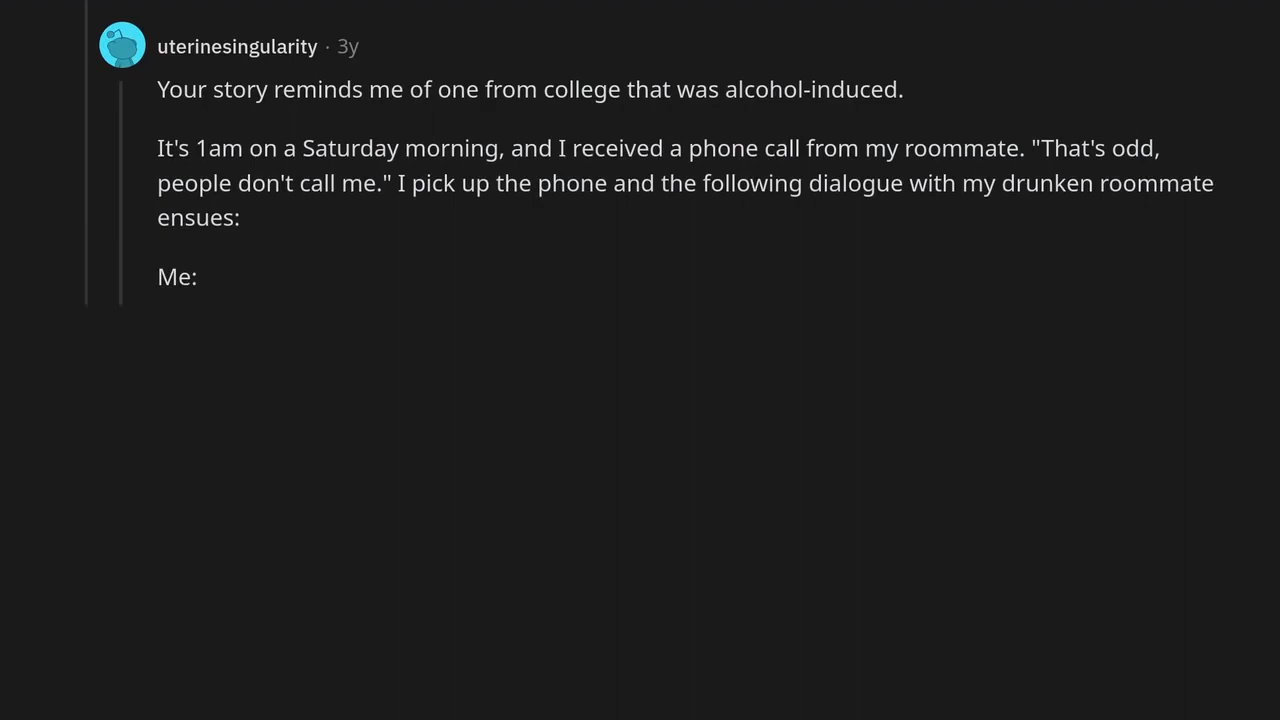 uterinesingularity · 3y
Your story reminds me of one from college that was alcohol-induced.
It's 1am on a Saturday morning, and I received a phone call from my roommate. "That's odd,
people don't call me." I pick up the phone and the following dialogue with my drunken roommate
ensues:
Me: